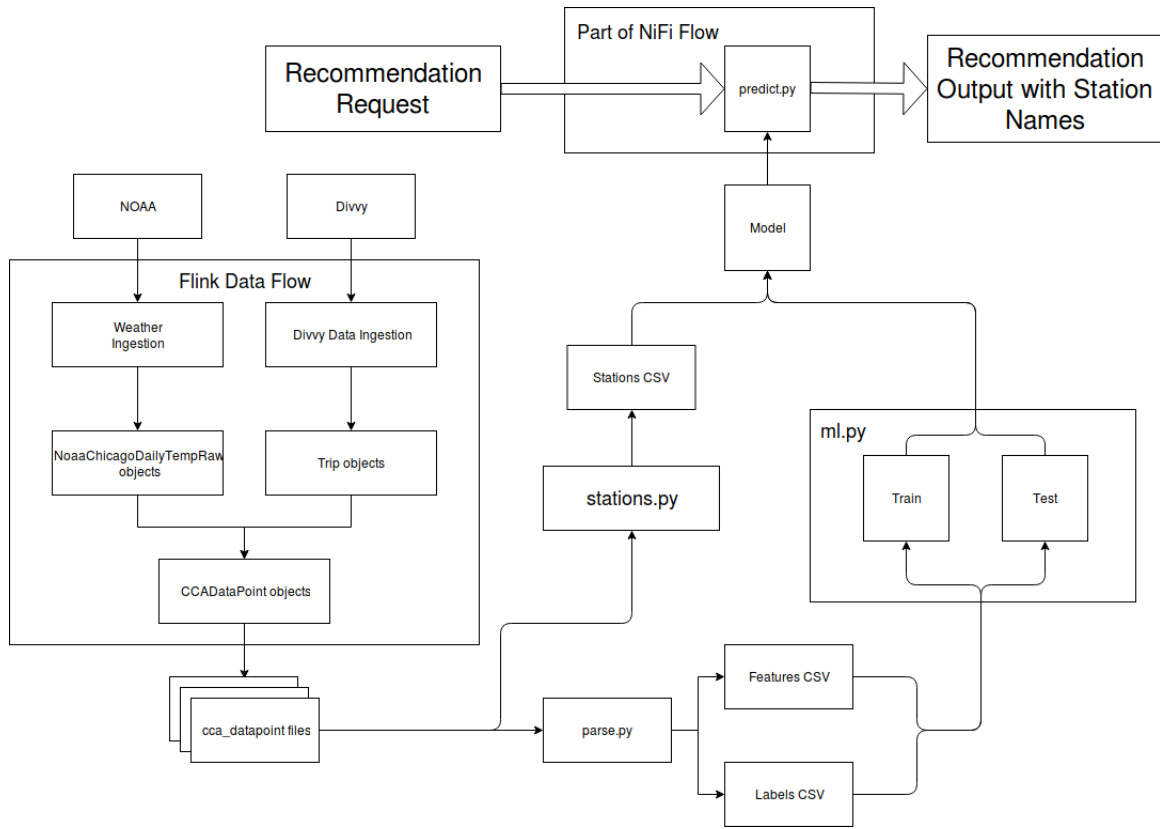 Part of NiFi Flow
Recommendation
Request
predict.py
Recommendation
Output with Station
Names
NOAA
Divvy
Model
Flink Data Flow
Weather
Ingestion
Divvy Data Ingestion
Stations CSV
ml.py
NoaaChicagoDailyTempRaw
objects
Trip objects
stations.py
Train
Test
CCADataPoint objects
Features CSV
cca_datapoint files
parse.py
Labels CSV